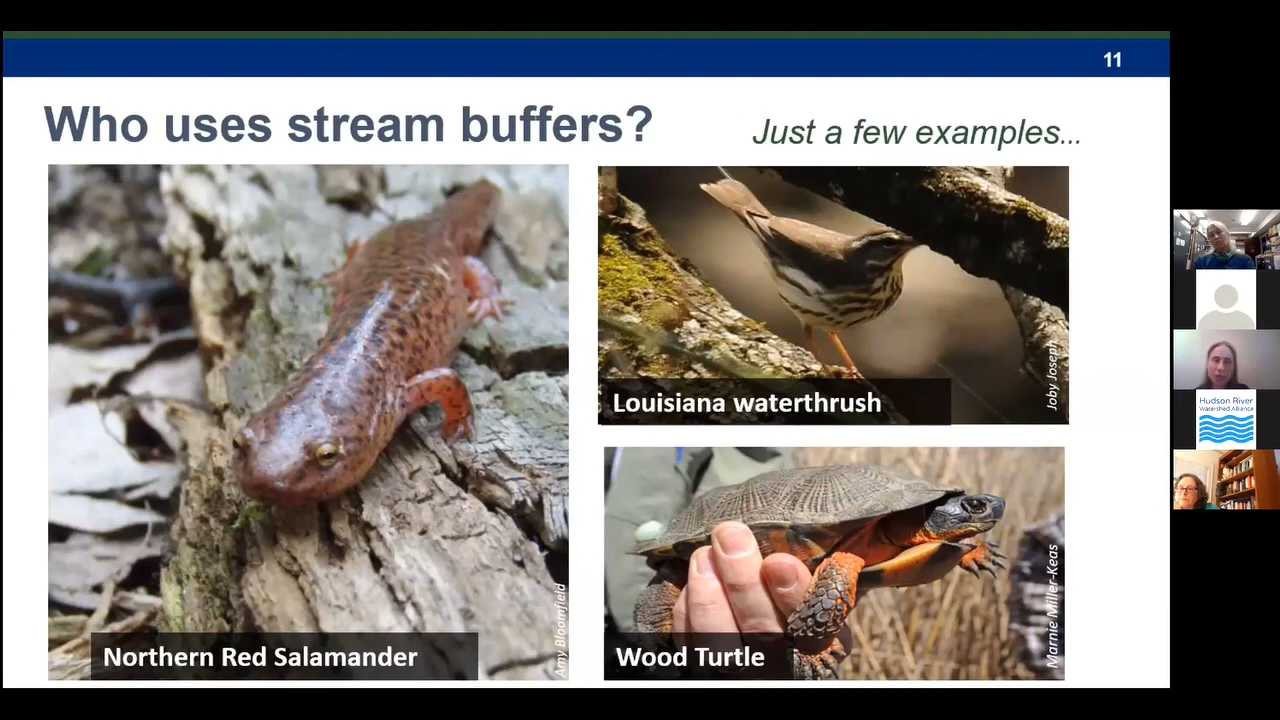 11
Who uses stream buffers?
Just a few examples...
Northern Red Salamander
Amy Bloomfield
Louisiana waterthrush
Joby Joseph
Wood Turtle
Marnie Miller-Keas
Hudson River
Watershed Alliance